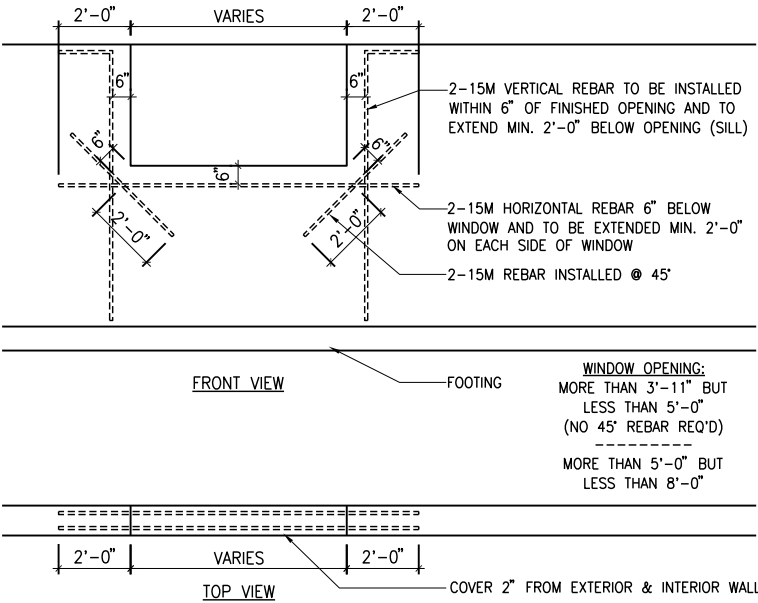 2'-0" VARIES 2'-0"
6" 6"
2-15M VERTICAL REBAR TO BE INSTALLED
WITHIN 6" OF FINISHED OPENING AND TO
EXTEND MIN. 2'-0" BELOW OPENING (SILL)
6" 6"
6"
2'-0" 2'-0"
2-15M HORIZONTAL REBAR 6" BELOW
WINDOW AND TO BE EXTENDED MIN. 2'-0"
ON EACH SIDE OF WINDOW
2-15M REBAR INSTALLED @ 45°
FRONT VIEW
FOOTING
WINDOW OPENING:
MORE THAN 3'-11" BUT
LESS THAN 5'-0"
(NO 45° REBAR REQ'D)
----------
MORE THAN 5'-0" BUT
LESS THAN 8'-0"
2'-0" VARIES 2'-0"
TOP VIEW
COVER 2" FROM EXTERIOR & INTERIOR WALL